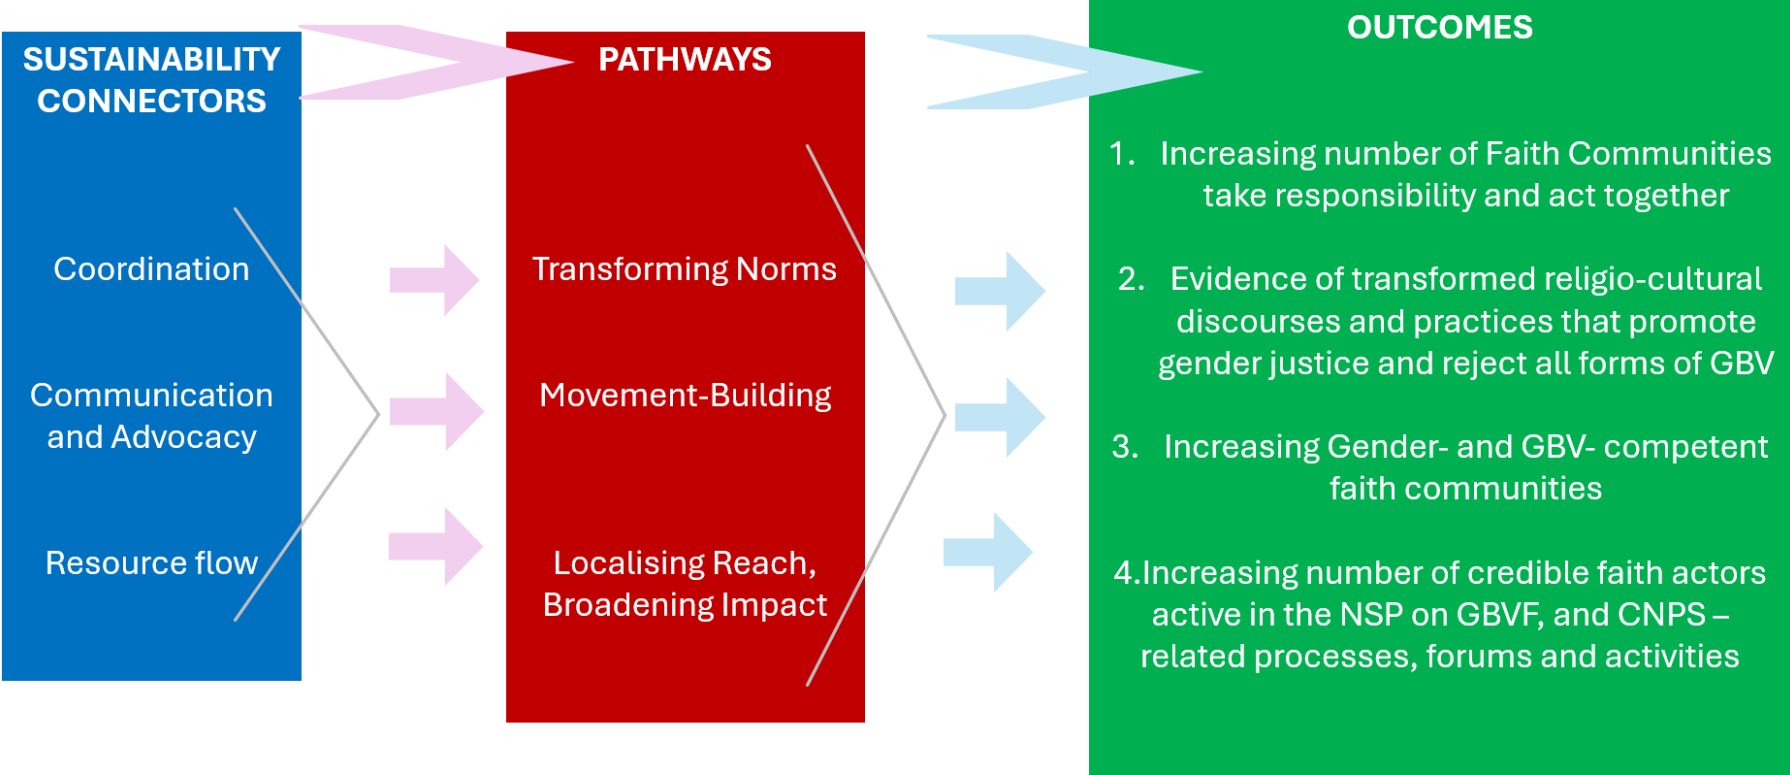 SUSTAINABILITY
CONNECTORS
Coordination
Communication
and Advocacy
Resource flow
PATHWAYS
Transforming Norms
Movement-Building
Localising Reach,
Broadening Impact
OUTCOMES
1. Increasing number of Faith Communities
take responsibility and act together
2. Evidence of transformed religio-cultural
discourses and practices that promote
gender justice and reject all forms of GBV
3. Increasing Gender- and GBV- competent
faith communities
4.Increasing number of credible faith actors
active in the NSP on GBVF, and CNPS –
related processes, forums and activities